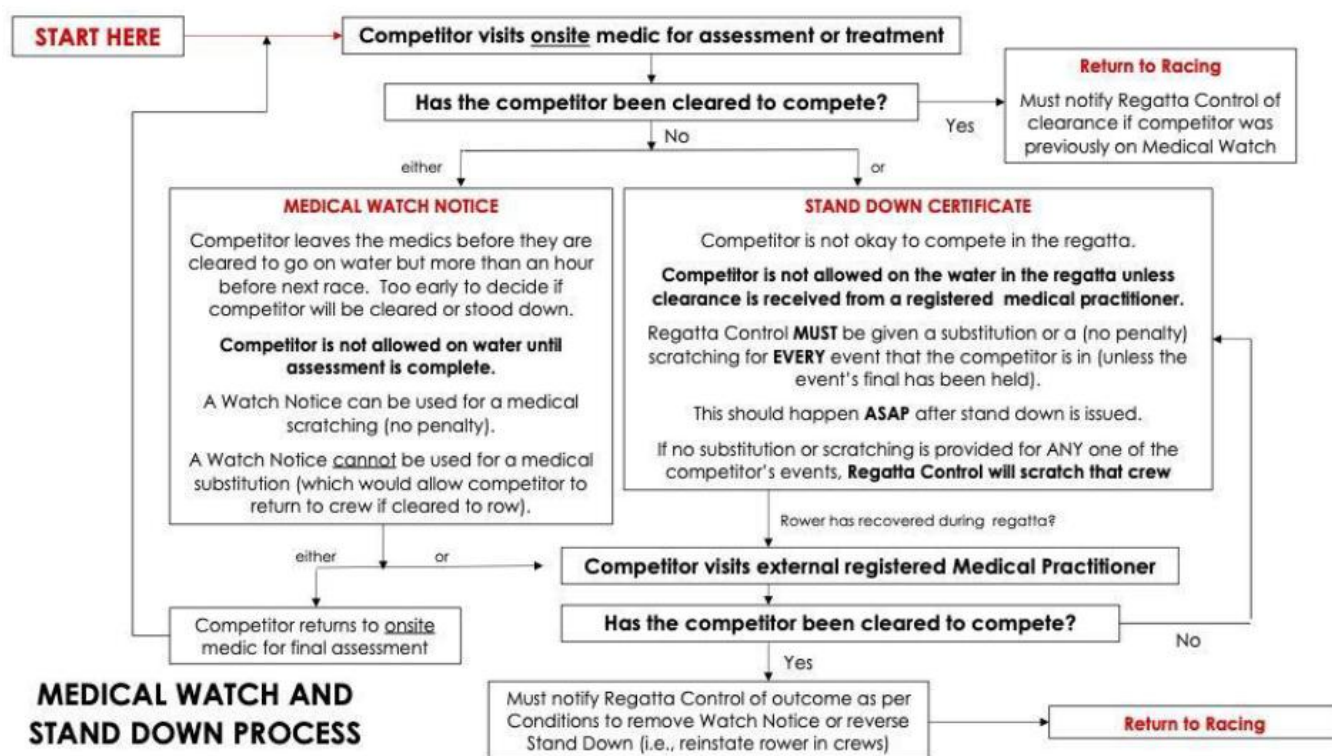 START HERE
Competitor visits onsite medic for assessment or treatment
Has the competitor been cleared to compete?
Yes
Return to Racing
Must notify Regatta Control of
clearance if competitor was
previously on Medical Watch
No
either
or
MEDICAL WATCH NOTICE
Competitor leaves the medics before they are
cleared to go on water but more than an hour
before next race. Too early to decide if
competitor will be cleared or stood down.
Competitor is not allowed on water until
assessment is complete.
A Watch Notice can be used for a medical
scratching (no penalty).
A Watch Notice cannot be used for a medical
substitution (which would allow competitor to
return to crew if cleared to row).
STAND DOWN CERTIFICATE
Competitor is not okay to compete in the regatta.
Competitor is not allowed on the water in the regatta unless
clearance is received from a registered medical practitioner.
Regatta Control MUST be given a substitution or a (no penalty)
scratching for EVERY event that the competitor is in (unless the
event's final has been held).
This should happen ASAP after stand down is issued.
If no substitution or scratching is provided for ANY one of the
competitor's events, Regatta Control will scratch that crew
Rower has recovered during regatta?
either
or
Competitor visits external registered Medical Practitioner
Competitor returns to onsite
medic for final assessment
Has the competitor been cleared to compete?
No
Yes
MEDICAL WATCH AND
STAND DOWN PROCESS
Must notify Regatta Control of outcome as per
Conditions to remove Watch Notice or reverse
Stand Down (i.e., reinstate rower in crews)
Return to Racing